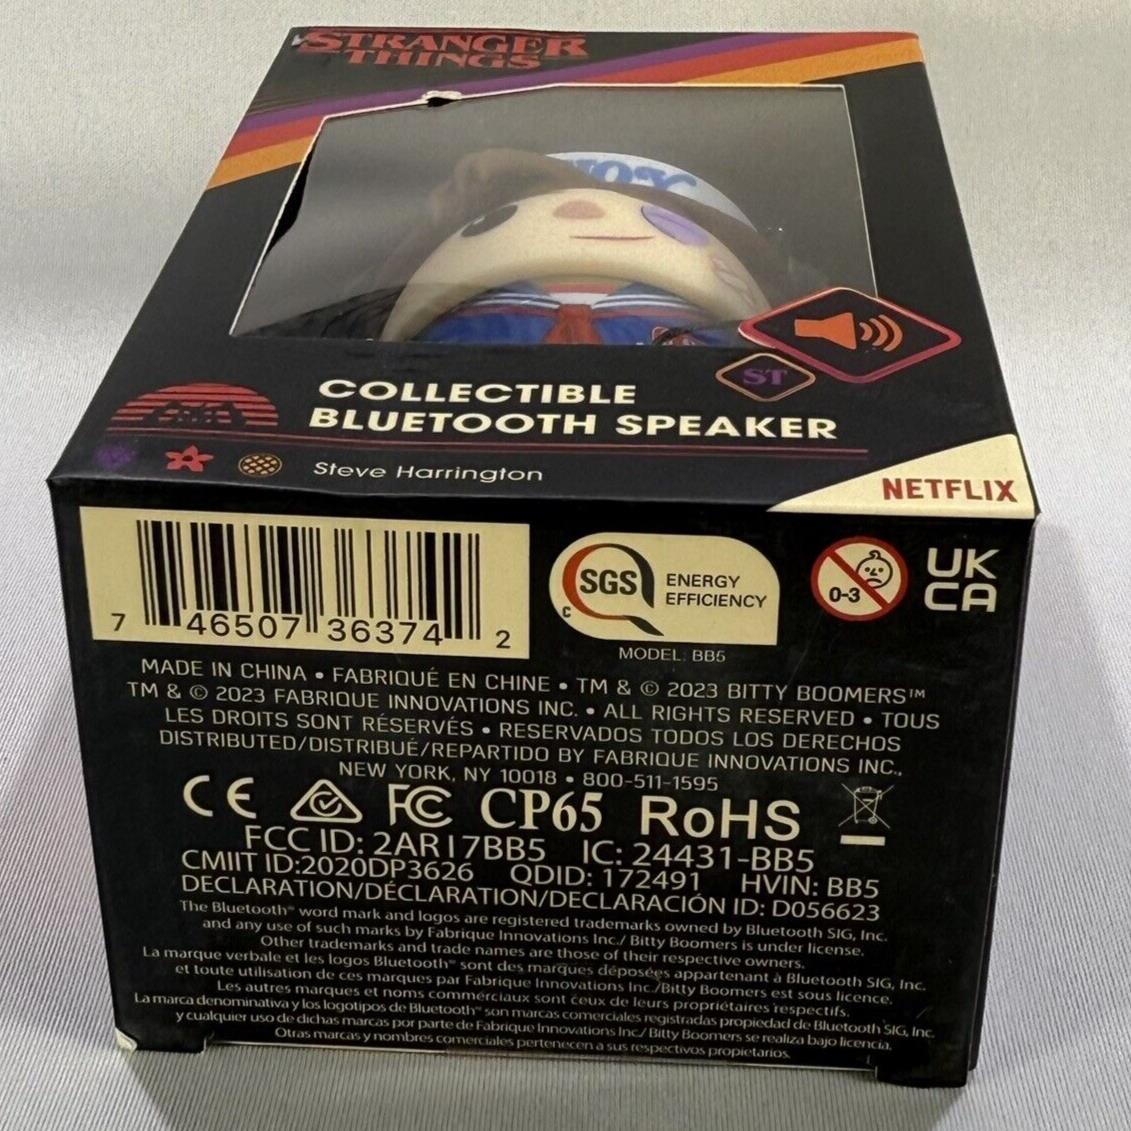 STRANGER
THINGS
AHOY
ST
COLLECTIBLE
BLUETOOTH SPEAKER
Steve Harrington
NETFLIX
7 46507 36374 2
SGS
C
ENERGY
EFFICIENCY
0-3
UK
CA
MODEL: BB5
MADE IN CHINA • FABRIQUÉ EN CHINE • TM & © 2023 BITTY BOOMERS™
TM & © 2023 FABRIQUE INNOVATIONS INC. • ALL RIGHTS RESERVED • TOUS
LES DROITS SONT RÉSERVÉS • RESERVADOS TODOS LOS DERECHOS
DISTRIBUTED/DISTRIBUÉ/REPARTIDO BY FABRIQUE INNOVATIONS INC.,
NEW YORK, NY 10018 • 800-511-1595
CE FC CP65 RoHS
FCC ID: 2AR17BB5 IC: 24431-BB5
CMIIT ID:2020DP3626 QDID: 172491 HVIN: BB5
DECLARATION/DÉCLARATION/DECLARACIÓN ID: D056623
The Bluetooth® word mark and logos are registered trademarks owned by Bluetooth SIG, Inc.
and any use of such marks by Fabrique Innovations Inc./ Bitty Boomers is under license.
Other trademarks and trade names are those of their respective owners.
La marque verbale et les logos Bluetooth® sont des marques déposées appartenant à Bluetooth SIG, Inc.
et toute utilisation de ces marques par Fabrique Innovations Inc./Bitty Boomers est sous licence.
Les autres marques et noms commérciaux sont ceux de leurs propriétaires respectifs.
La marca denominativa y los logotipos de Bluetooth® son marcas comerciales registradas propiedad de Bluetooth SIG, Inc.
y cualquier uso de dichas marcas por parte de Fabrique Innovations Inc./ Bitty Boomers se realiza bajo licencia.
Otras marcas y nombres comerciales pertenecen a sus respectivos propietarios.